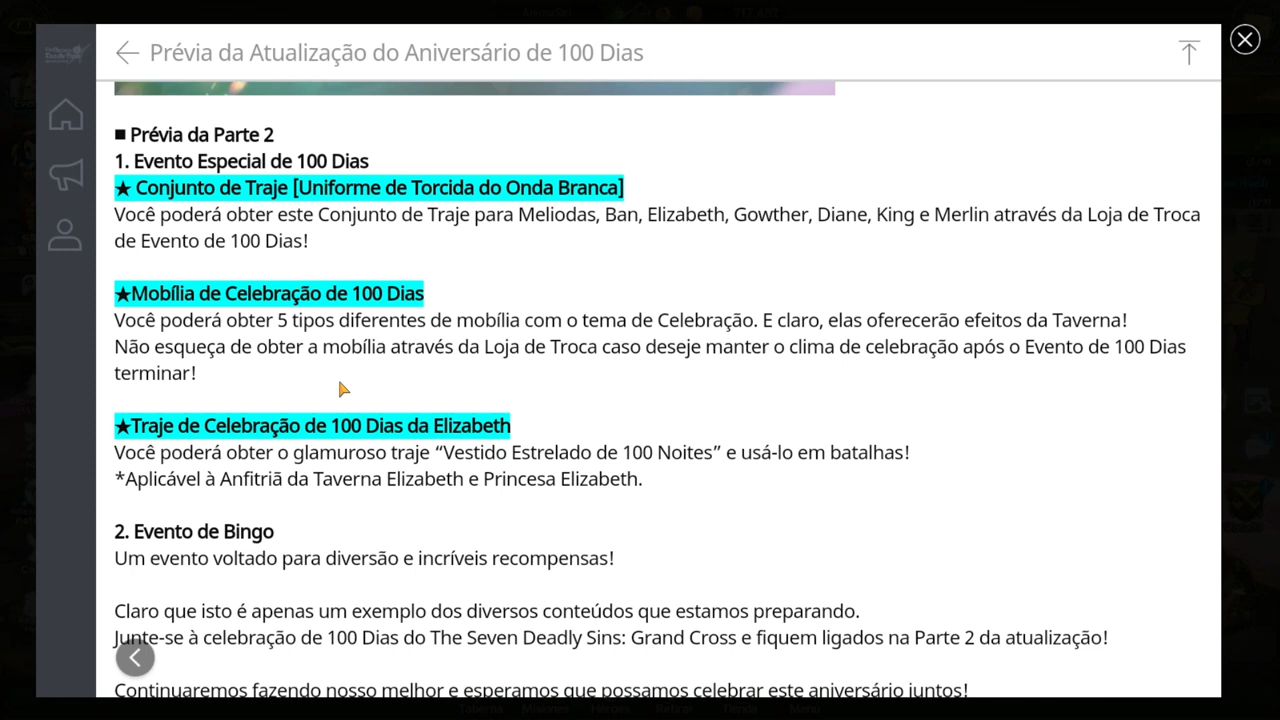 Prévia da Atualização do Aniversário de 100 Dias
■ Prévia da Parte 2
1. Evento Especial de 100 Dias
★ Conjunto de Traje [Uniforme de Torcida do Onda Branca]
Você poderá obter este Conjunto de Traje para Meliodas, Ban, Elizabeth, Gowther, Diane, King e Merlin através da Loja de Troca
de Evento de 100 Dias!
★Mobília de Celebração de 100 Dias
Você poderá obter 5 tipos diferentes de mobília com o tema de Celebração. E claro, elas oferecerão efeitos da Taverna!
Não esqueça de obter a mobília através da Loja de Troca caso deseje manter o clima de celebração após o Evento de 100 Dias
terminar!
★Traje de Celebração de 100 Dias da Elizabeth
Você poderá obter o glamuroso traje “Vestido Estrelado de 100 Noites” e usá-lo em batalhas!
*Aplicável à Anfitriã da Taverna Elizabeth e Princesa Elizabeth.
2. Evento de Bingo
Um evento voltado para diversão e incríveis recompensas!
Claro que isto é apenas um exemplo dos diversos conteúdos que estamos preparando.
Junte-se à celebração de 100 Dias do The Seven Deadly Sins: Grand Cross e fiquem ligados na Parte 2 da atualização!
Continuaremos fazendo nosso melhor e esperamos que possamos celebrar este aniversário juntos!
Taberna Misiones Héroes Reclutar Tienda Menú